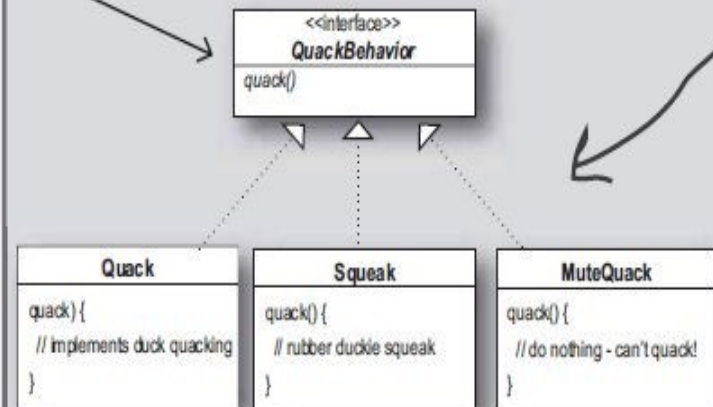 <<interface>>
QuackBehavior
quack()
Quack
quack) {
// implements duck quacking
}
Squeak
quack() {
// rubber duckie squeak
}
MuteQuack
quack() {
// do nothing - can't quack!
}